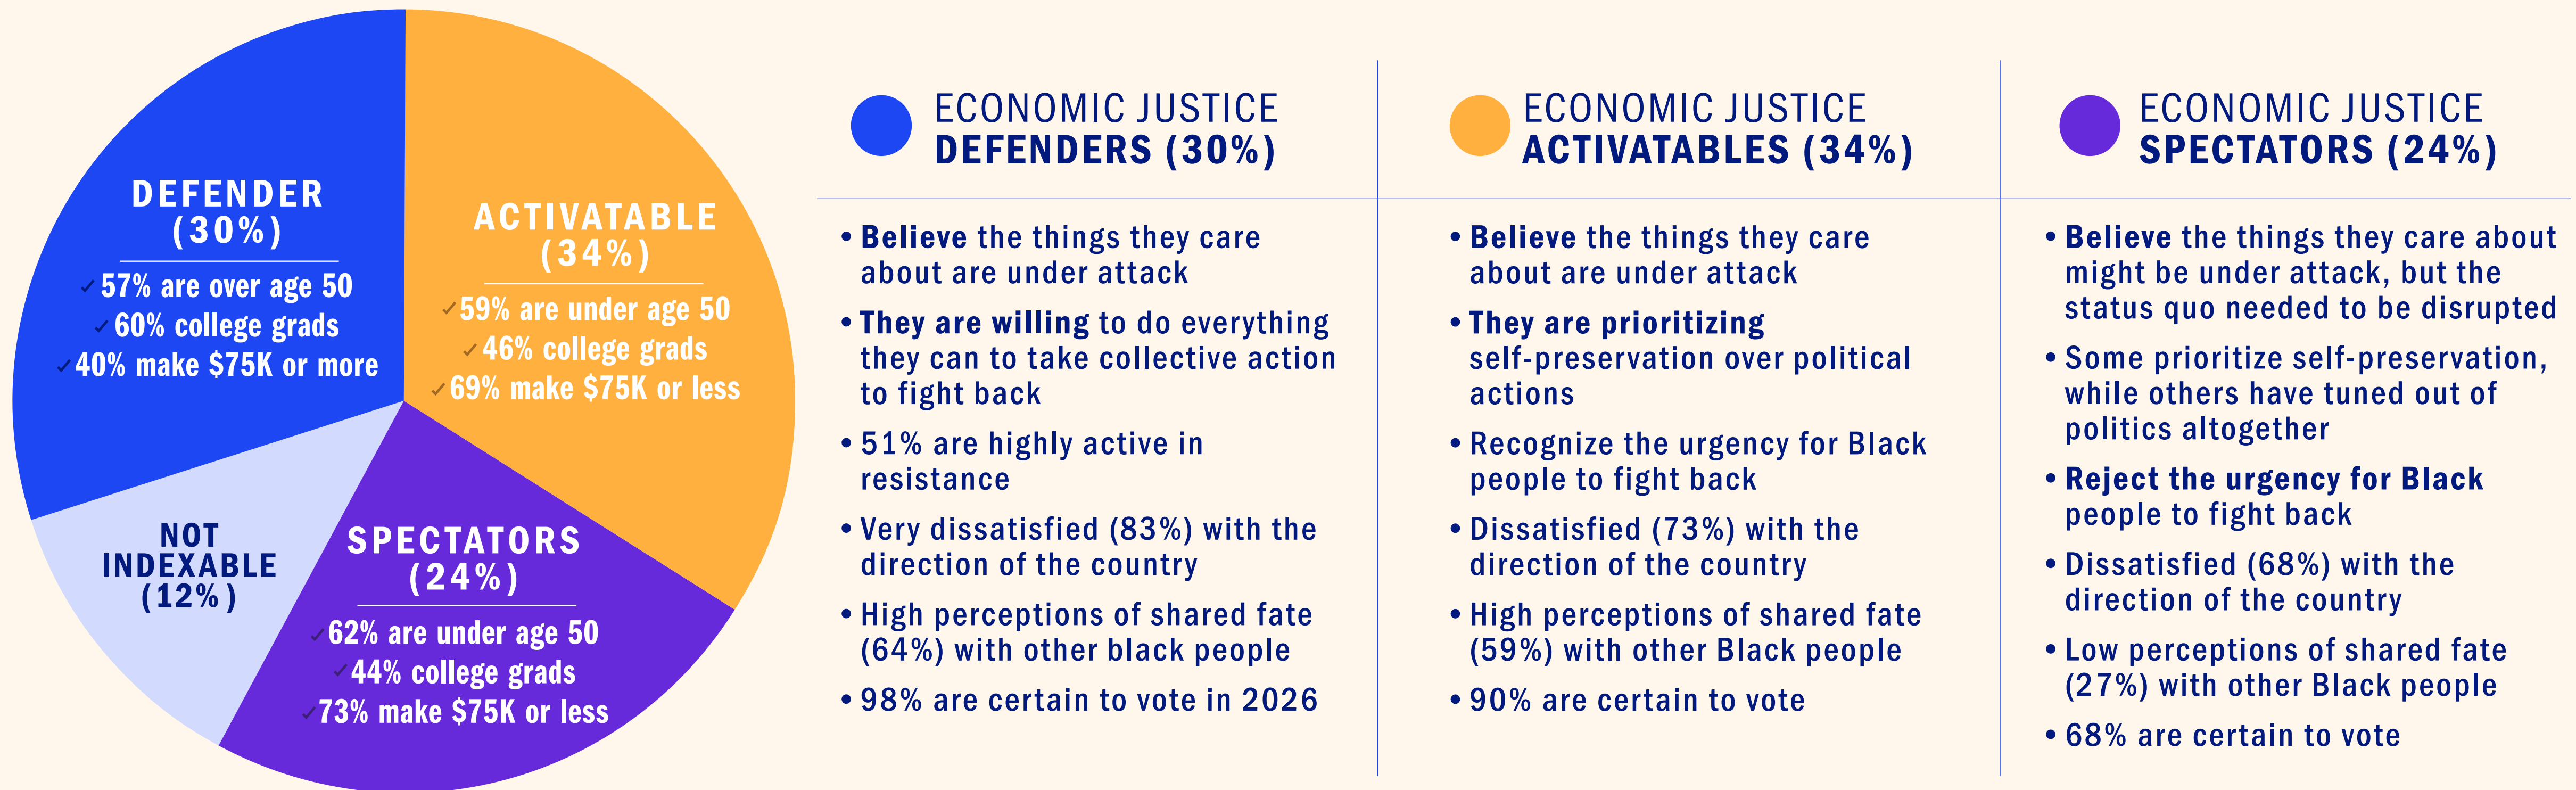 DEFENDER
(30%)
57% are over age 50
60% college grads
40% make $75K or more
ACTIVATABLE
(34%)
59% are under age 50
46% college grads
69% make $75K or less
NOT
INDEXABLE
(12%)
SPECTATORS
(24%)
62% are under age 50
44% college grads
73% make $75K or less
ECONOMIC JUSTICE
DEFENDERS (30%)
• Believe the things they care
about are under attack
• They are willing to do everything
they can to take collective action
to fight back
• 51% are highly active in
resistance
• Very dissatisfied (83%) with the
direction of the country
• High perceptions of shared fate
(64%) with other black people
• 98% are certain to vote in 2026
ECONOMIC JUSTICE
ACTIVATABLES (34%)
• Believe the things they care
about are under attack
• They are prioritizing
self-preservation over political
actions
• Recognize the urgency for Black
people to fight back
• Dissatisfied (73%) with the
direction of the country
• High perceptions of shared fate
(59%) with other Black people
• 90% are certain to vote
ECONOMIC JUSTICE
SPECTATORS (24%)
• Believe the things they care about
might be under attack, but the
status quo needed to be disrupted
• Some prioritize self-preservation,
while others have tuned out of
politics altogether
• Reject the urgency for Black
people to fight back
• Dissatisfied (68%) with the
direction of the country
• Low perceptions of shared fate
(27%) with other Black people
• 68% are certain to vote